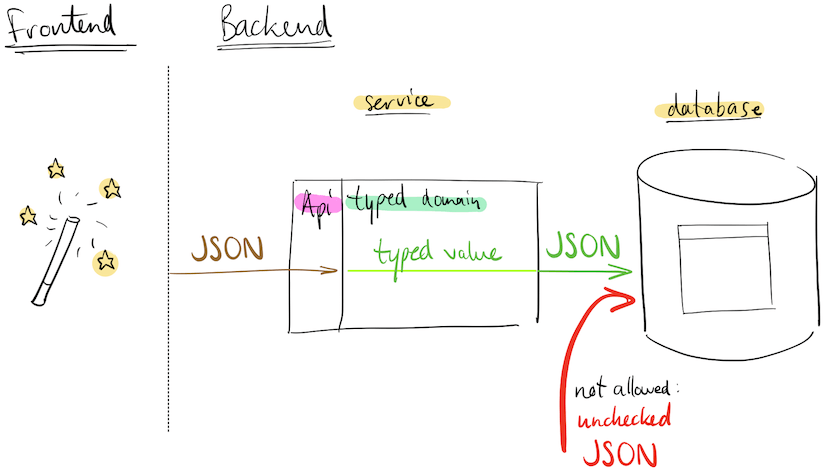 Frontend
Backend
service
database
Api
typed domain
JSON
typed value
JSON
not allowed:
unchecked
JSON